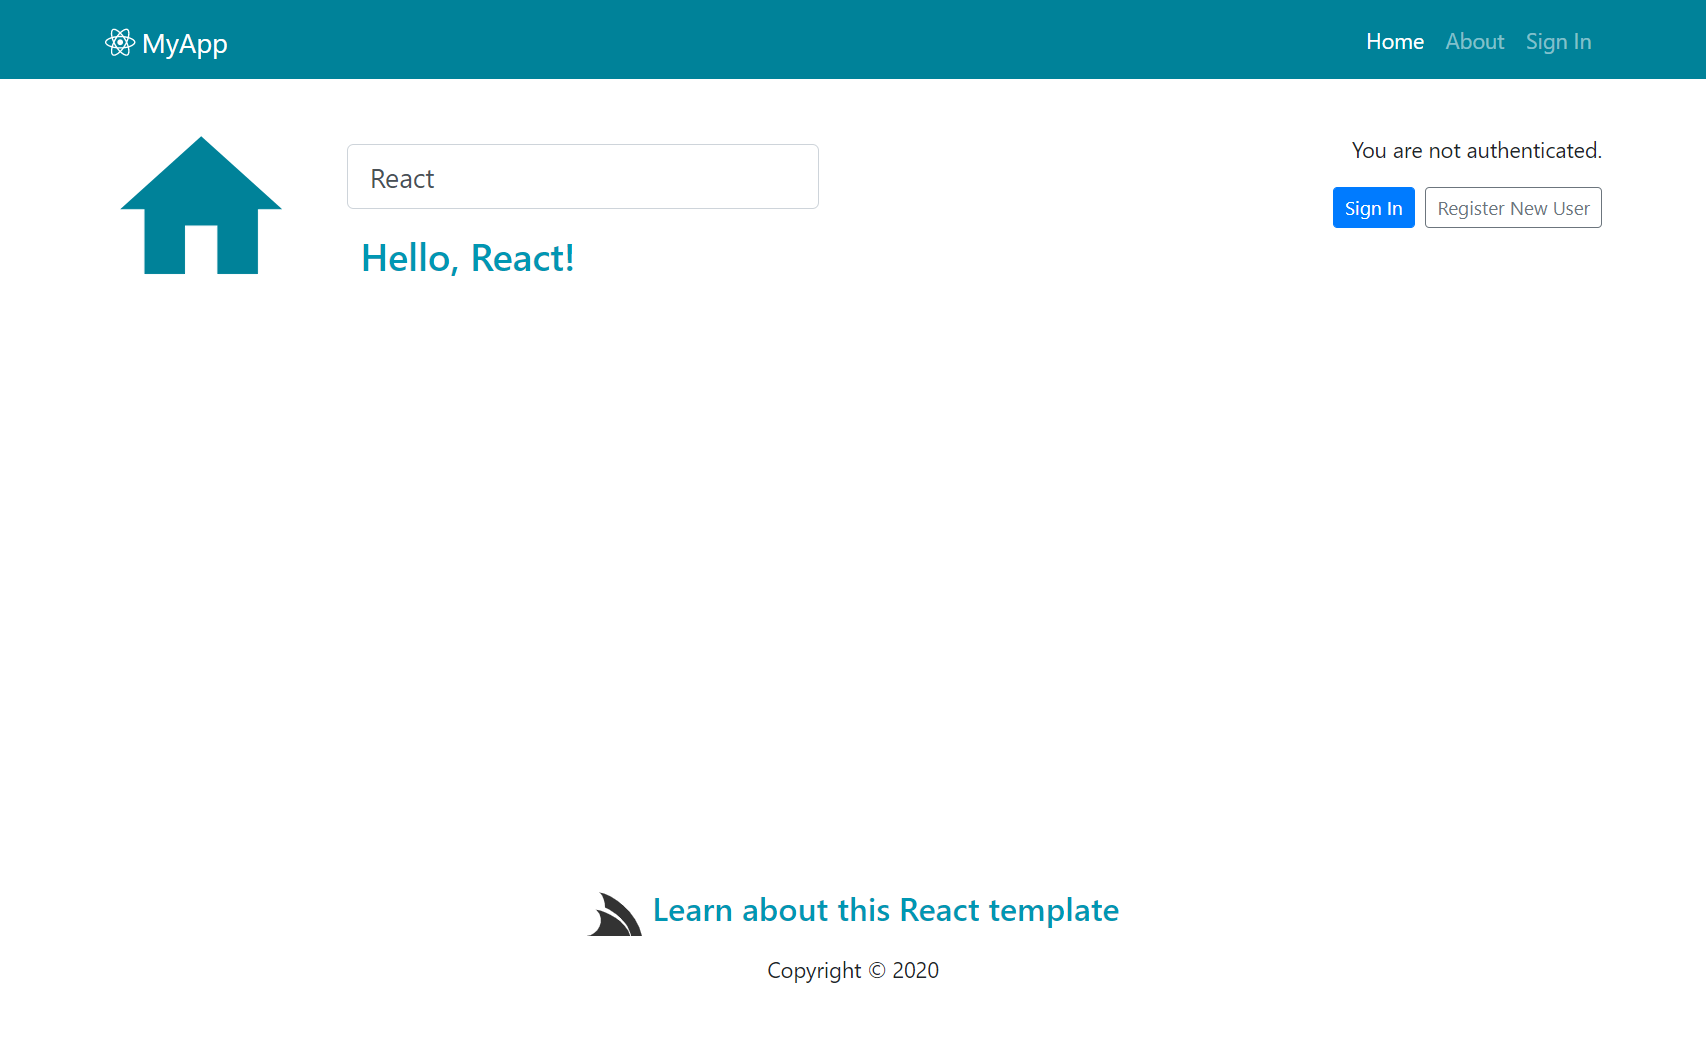 MyApp
Home About Sign In
React
Hello, React!
You are not authenticated.
Sign In Register New User
Learn about this React template
Copyright © 2020